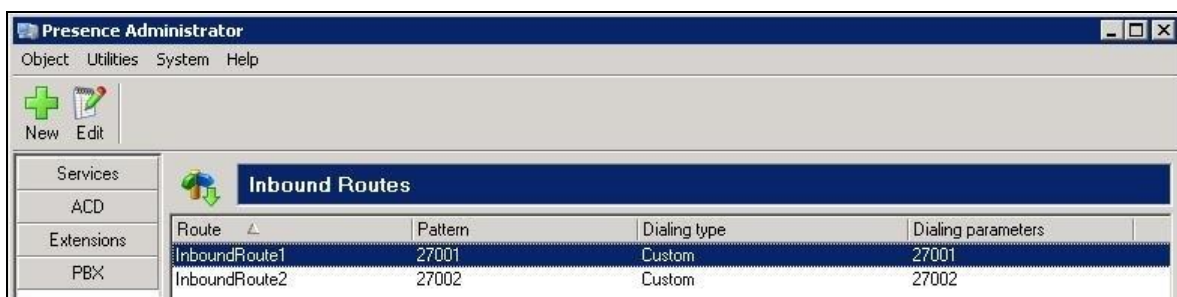 Presence Administrator
Object Utilities System Help
New Edit
Services
ACD
Extensions
PBX
Inbound Routes
Route Pattern Dialing type Dialing parameters
InboundRoute1 27001 Custom 27001
InboundRoute2 27002 Custom 27002